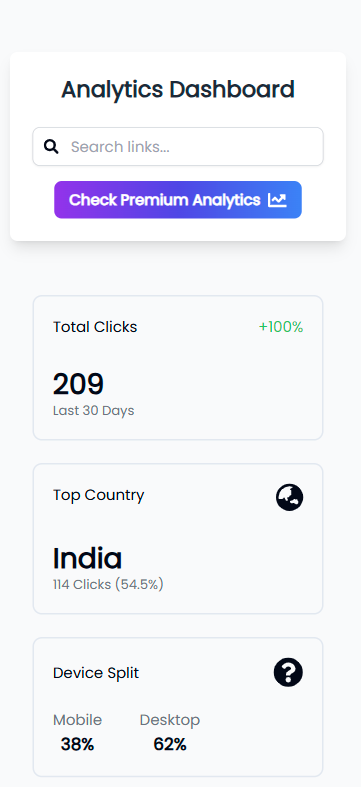 Analytics Dashboard
Search links...
Check Premium Analytics
Total Clicks +100%
209
Last 30 Days
Top Country
India
114 Clicks (54.5%)
Device Split
Mobile Desktop
38% 62%